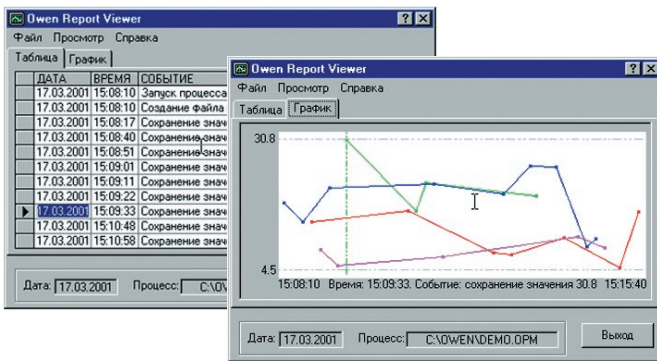 Owen Report Viewer
Файл Просмотр Справка
Таблица График
ДАТА ВРЕМЯ СОБЫТИЕ
17.03.2001 15:08:10 Запуск процесса
17.03.2001 15:08:10 Создание файла
17.03.2001 15:08:17 Сохранение знач
17.03.2001 15:08:40 Сохранение знач
17.03.2001 15:08:51 Сохранение знач
17.03.2001 15:09:01 Сохранение знач
17.03.2001 15:09:11 Сохранение знач
17.03.2001 15:09:22 Сохранение знач
17.03.2001 15:09:33 Сохранение знач
17.03.2001 15:10:48 Сохранение знач
17.03.2001 15:10:58 Сохранение знач
Дата: 17.03.2001 Процесс: C:\OW
Owen Report Viewer
Файл Просмотр Справка
Таблица График
30.8
4.5
15:08:10 Время: 15:09:33. Событие: сохранение значения 30.8 15:15:40
Дата: 17.03.2001 Процесс: C:\OWEN\DEMO.OPM Выход